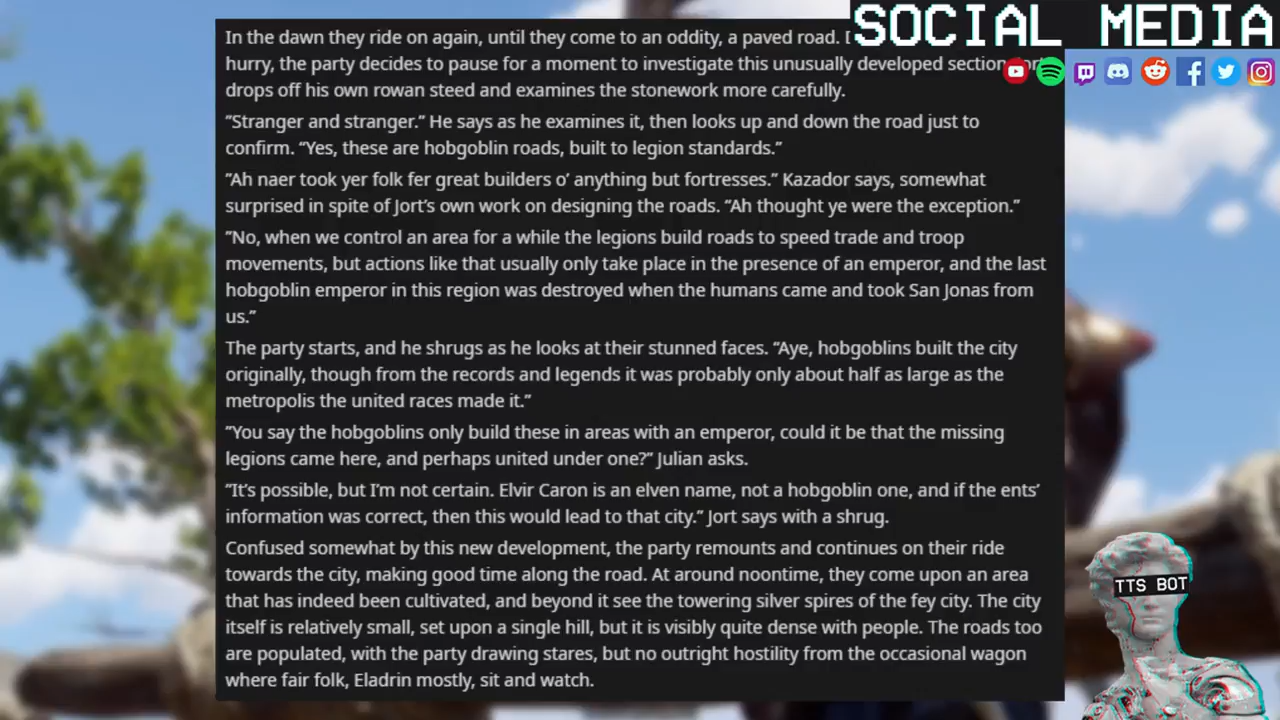 SOCIAL MEDIA
In the dawn they ride on again, until they come to an oddity, a paved road.
hurry, the party decides to pause for a moment to investigate this unusually developed section
drops off his own rowan steed and examines the stonework more carefully.
“Stranger and stranger.” He says as he examines it, then looks up and down the road just to
confirm. “Yes, these are hobgoblin roads, built to legion standards.”
“Ah naer took yer folk fer great builders o’ anything but fortresses.” Kazador says, somewhat
surprised in spite of Jort’s own work on designing the roads. “Ah thought ye were the exception.”
“No, when we control an area for a while the legions build roads to speed trade and troop
movements, but actions like that usually only take place in the presence of an emperor, and the last
hobgoblin emperor in this region was destroyed when the humans came and took San Jonas from
us.”
The party starts, and he shrugs as he looks at their stunned faces. “Aye, hobgoblins built the city
originally, though from the records and legends it was probably only about half as large as the
metropolis the united races made it.”
“You say the hobgoblins only build these in areas with an emperor, could it be that the missing
legions came here, and perhaps united under one?” Julian asks.
“It’s possible, but I’m not certain. Elvir Caron is an elven name, not a hobgoblin one, and if the ents’
information was correct, then this would lead to that city.” Jort says with a shrug.
Confused somewhat by this new development, the party remounts and continues on their ride
towards the city, making good time along the road. At around noontime, they come upon an area
that has indeed been cultivated, and beyond it see the towering silver spires of the fey city. The city
itself is relatively small, set upon a single hill, but it is visibly quite dense with people. The roads too
are populated, with the party drawing stares, but no outright hostility from the occasional wagon
where fair folk, Eladrin mostly, sit and watch.
TTS BOT